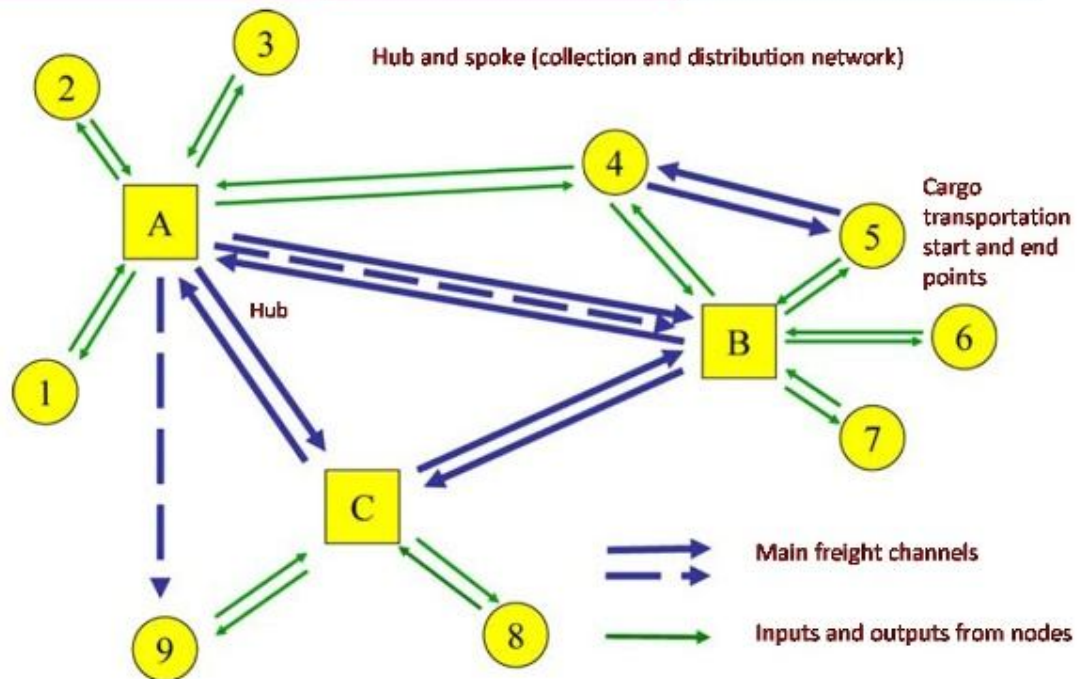 3
Hub and spoke (collection and distribution network)
2
4
Cargo
transportation
start and end
points
A
5
Hub
B
6
1
7
C
Main freight channels
9
8
Inputs and outputs from nodes